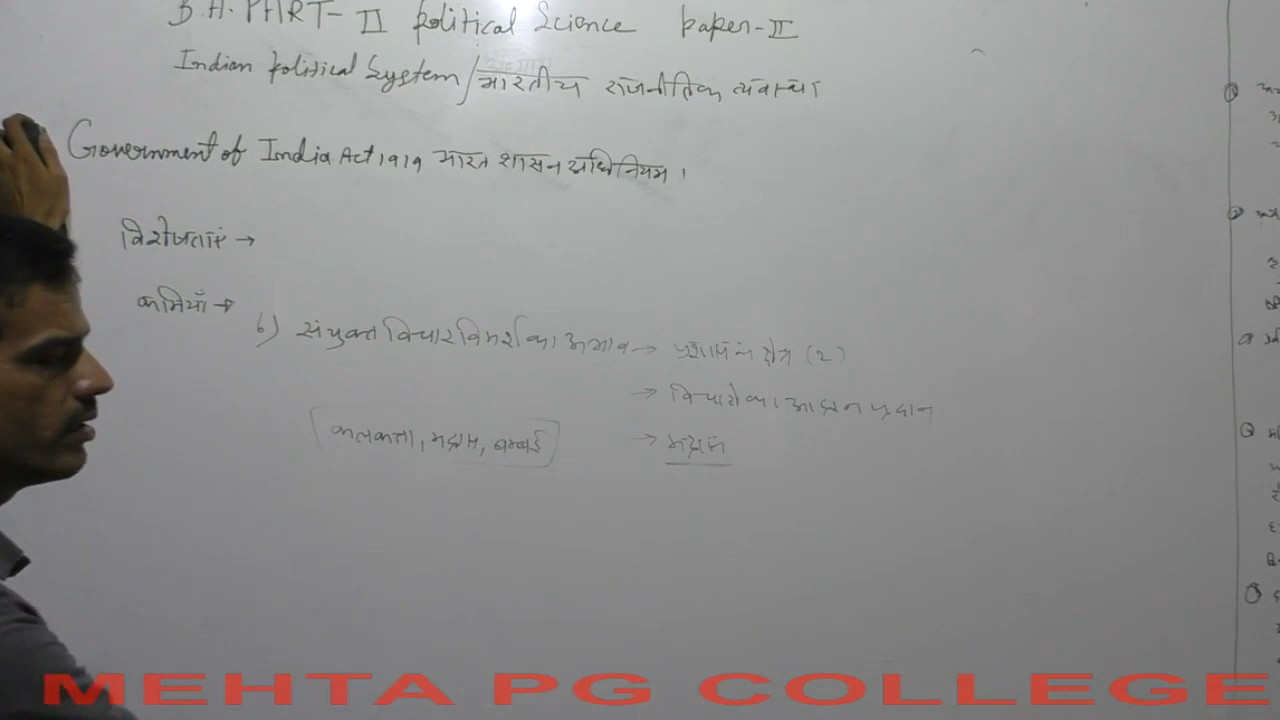 B.A. PART-II Political Science Paper-II
Indian Political System/भारतीय राजनीतिक व्यवस्था
Government of India Act 1919 भारत शासन अधिनियम।
विशेषताएं →
कमियाँ →
6) संयुक्त विचार विमर्श का अभाव → प्रशासन क्षेत्र (2)
→ विचारो का आदान प्रदान
कलकत्ता, मद्रास, बम्बई
→ मद्रास
MEHTA PG COLLEGE